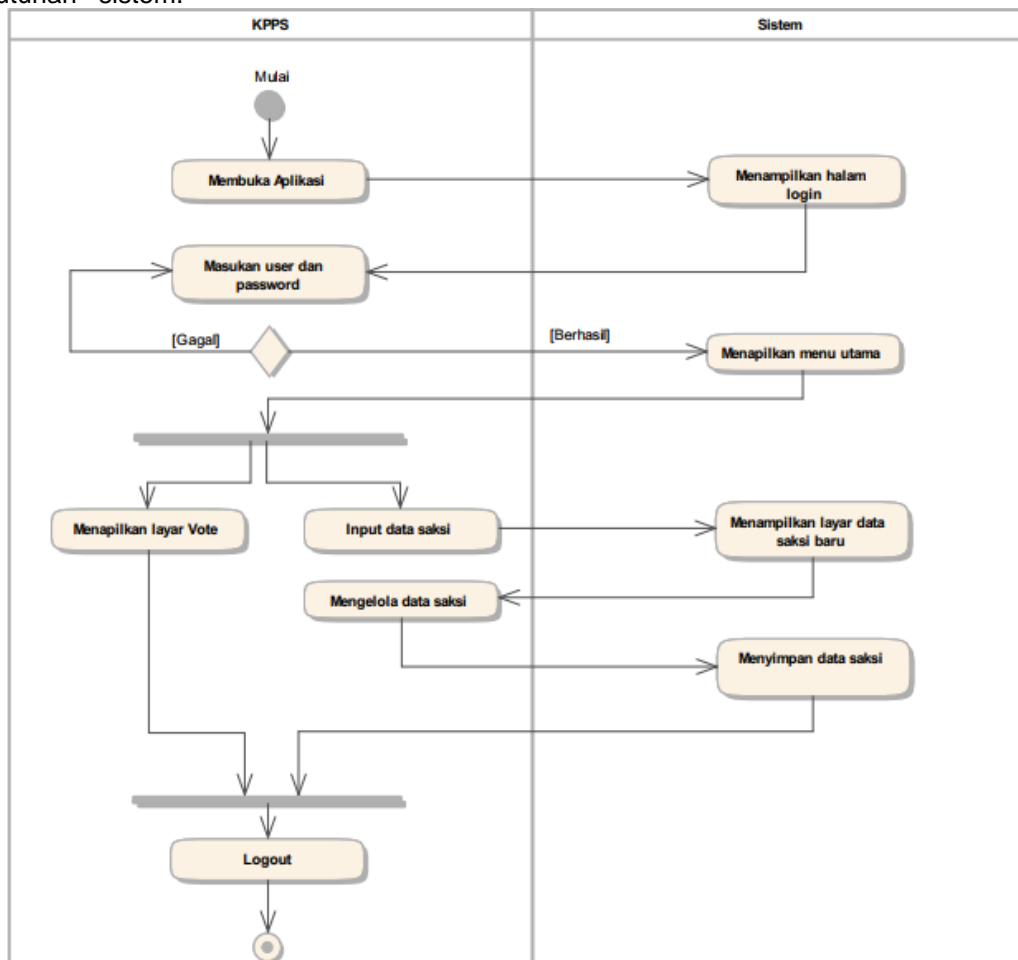 sistem.
KPPS
Sistem
Mulai
Membuka Aplikasi
Menampilkan halam
login
Masukan user dan
password
[Gagal]
[Berhasil]
Menapilkan menu utama
Menapilkan layar Vote
Input data saksi
Menampilkan layar data
saksi baru
Mengelola data saksi
Menyimpan data saksi
Logout